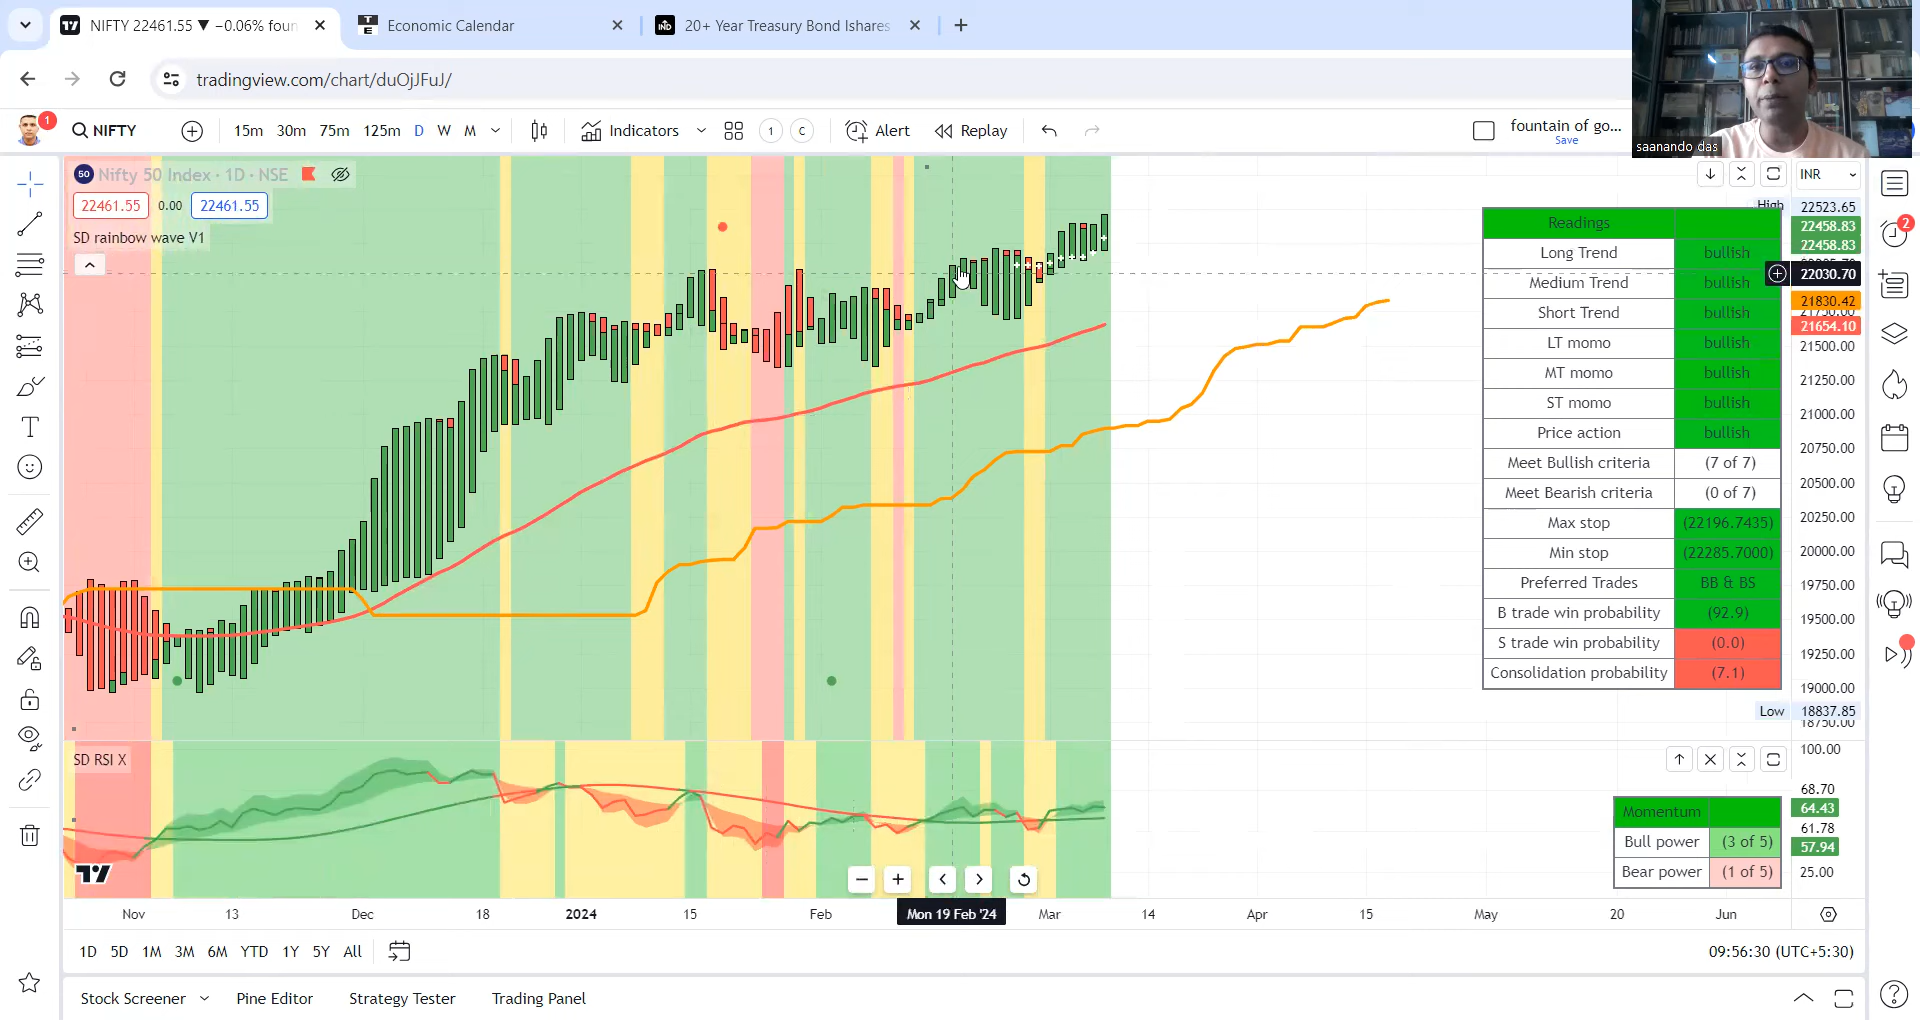 NIFTY 22461.55 ▼ −0.06% foun
Economic Calendar
20+ Year Treasury Bond Ishares
tradingview.com/chart/duOjJFuJ/
1
NIFTY
15m 30m 75m 125m D W M
Indicators
1 C
Alert
Replay
fountain of go...
Save
saanando das
50 Nifty 50 Index · 1D · NSE
22461.55 0.00 22461.55
SD rainbow wave V1
INR
High 22523.65
22458.83
22458.83
22030.70
21830.42
21750.00
21654.10
21500.00
21250.00
21000.00
20750.00
20500.00
20250.00
20000.00
19750.00
19500.00
19250.00
19000.00
Low 18837.85
18750.00
Readings
Long Trend bullish
Medium Trend bullish
Short Trend bullish
LT momo bullish
MT momo bullish
ST momo bullish
Price action bullish
Meet Bullish criteria (7 of 7)
Meet Bearish criteria (0 of 7)
Max stop (22196.7435)
Min stop (22285.7000)
Preferred Trades BB & BS
B trade win probability (92.9)
S trade win probability (0.0)
Consolidation probability (7.1)
2
SD RSI X
100.00
68.70
64.43
61.78
57.94
25.00
Momentum
Bull power (3 of 5)
Bear power (1 of 5)
Nov 13 Dec 18 2024 15 Feb Mon 19 Feb '24 Mar 14 Apr 15 May 20 Jun
1D 5D 1M 3M 6M YTD 1Y 5Y All
09:56:30 (UTC+5:30)
Stock Screener Pine Editor Strategy Tester Trading Panel